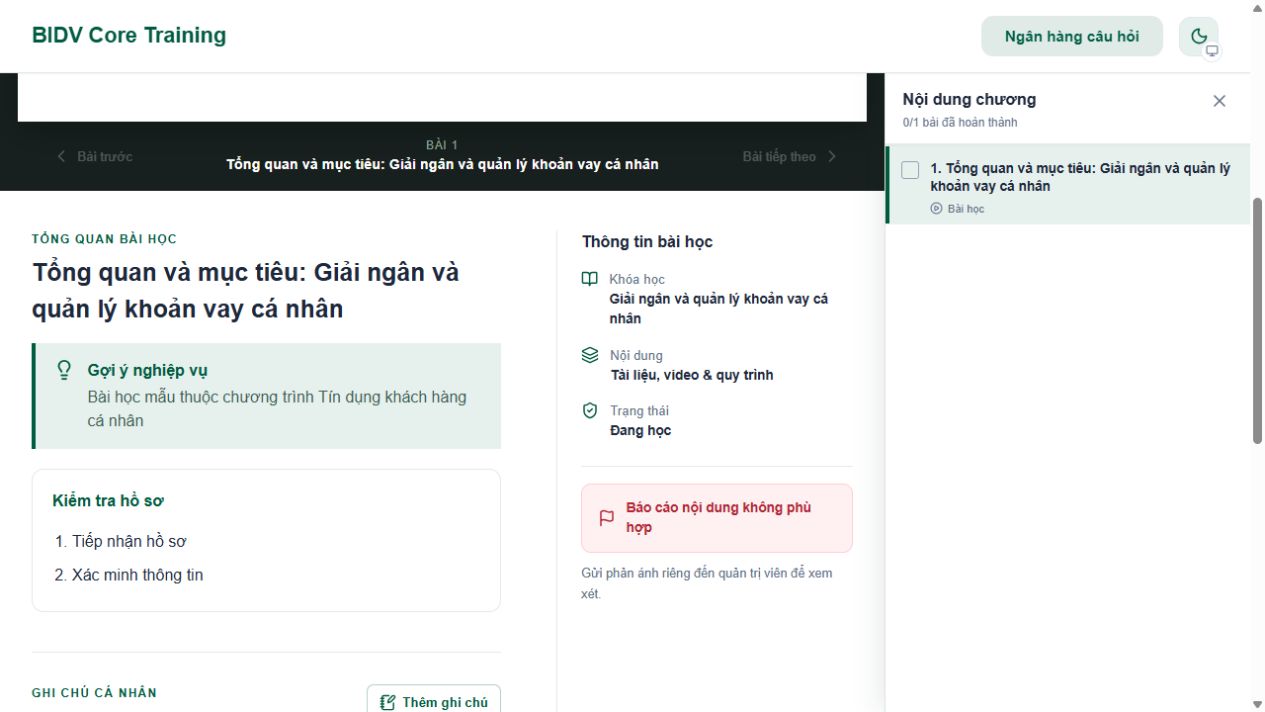 BIDV Core Training
Ngân hàng câu hỏi
Bài trước
BÀI 1
Tổng quan và mục tiêu: Giải ngân và quản lý khoản vay cá nhân
Bài tiếp theo
TỔNG QUAN BÀI HỌC
Tổng quan và mục tiêu: Giải ngân và
quản lý khoản vay cá nhân
Gợi ý nghiệp vụ
Bài học mẫu thuộc chương trình Tín dụng khách hàng
cá nhân
Kiểm tra hồ sơ
1. Tiếp nhận hồ sơ
2. Xác minh thông tin
GHI CHÚ CÁ NHÂN
Thêm ghi chú
Thông tin bài học
Khóa học
Giải ngân và quản lý khoản vay cá
nhân
Nội dung
Tài liệu, video & quy trình
Trạng thái
Đang học
Báo cáo nội dung không phù
hợp
Gửi phản ánh riêng đến quản trị viên để xem
xét.
Nội dung chương
0/1 bài đã hoàn thành
1. Tổng quan và mục tiêu: Giải ngân và quản lý
khoản vay cá nhân
Bài học